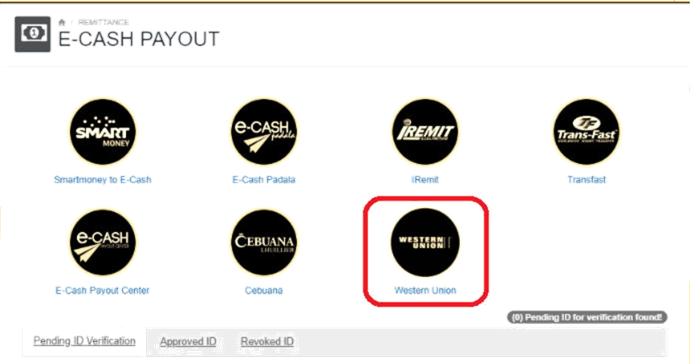 / REMITTANCE
E-CASH PAYOUT
SMART
MONEY
e-CASH
padala
iREMIT
TF
Trans-Fast
Smartmoney to E-Cash
E-Cash Padala
IRemit
Transfast
e-CASH
CEBUANA
LHUILLIER
WESTERN
UNION
E-Cash Payout Center
Cebuana
Western Union
(0) Pending ID for verification found!
Pending ID Verification
Approved ID
Revoked ID